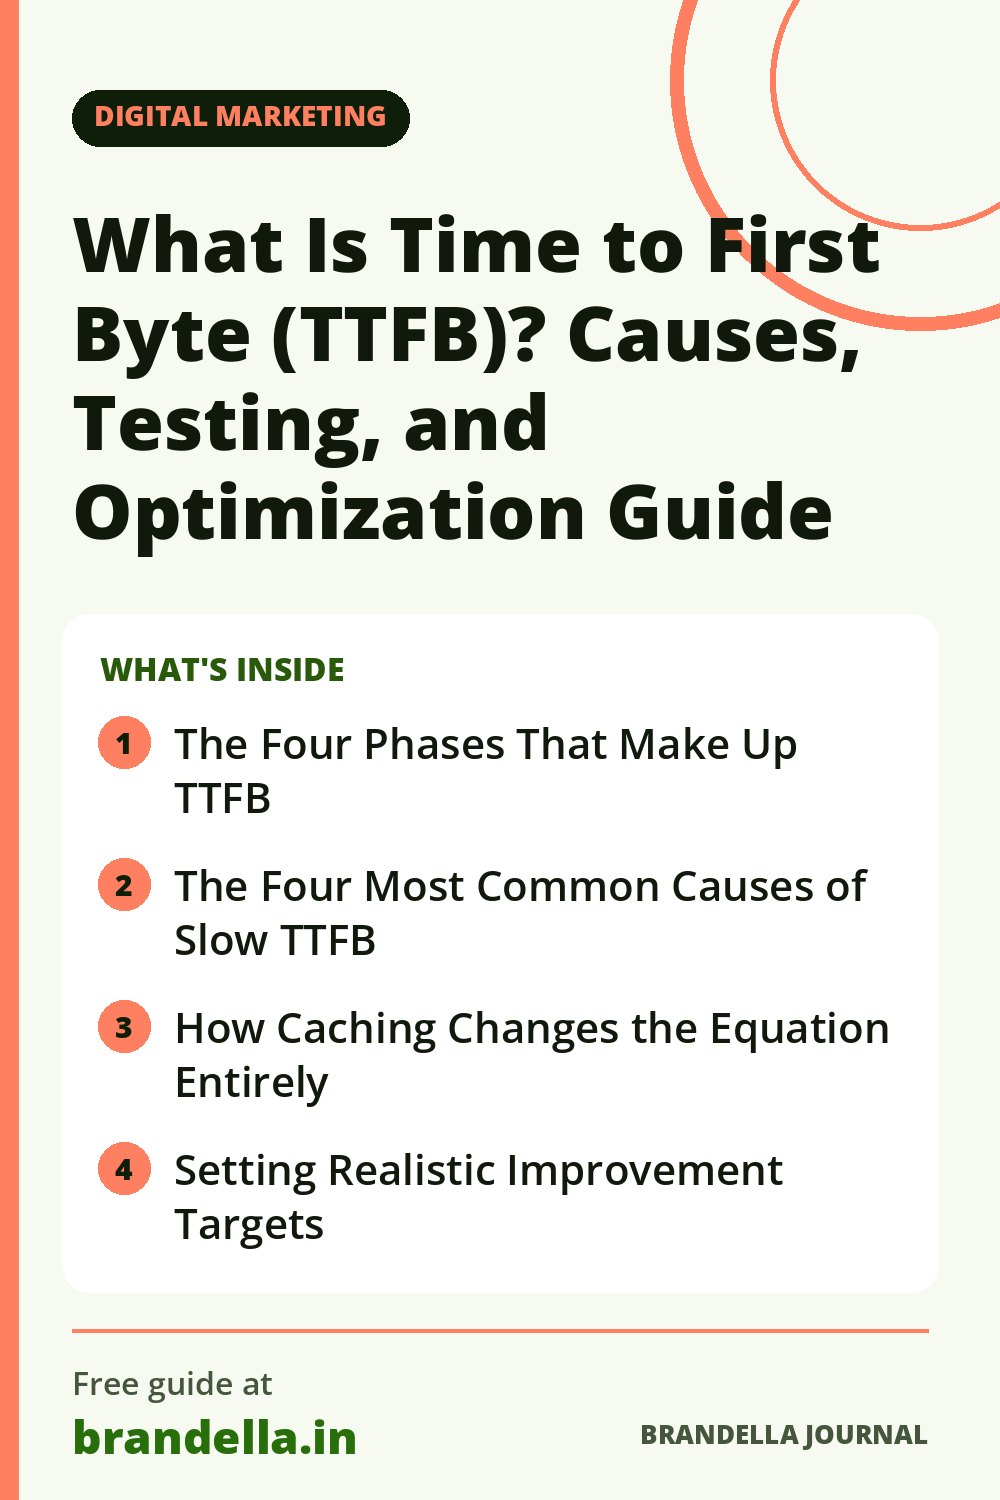 DIGITAL MARKETING
What Is Time to First
Byte (TTFB)? Causes,
Testing, and
Optimization Guide
WHAT'S INSIDE
1 The Four Phases That Make Up
TTFB
2 The Four Most Common Causes of
Slow TTFB
3 How Caching Changes the Equation
Entirely
4 Setting Realistic Improvement
Targets
Free guide at
brandella.in
BRANDELLA JOURNAL